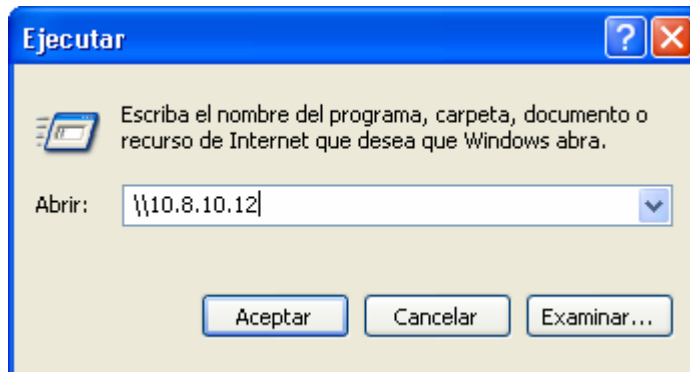 Ejecutar
Escriba el nombre del programa, carpeta, documento o
recurso de Internet que desea que Windows abra.
Abrir: \\10.8.10.12
Aceptar Cancelar Examinar...